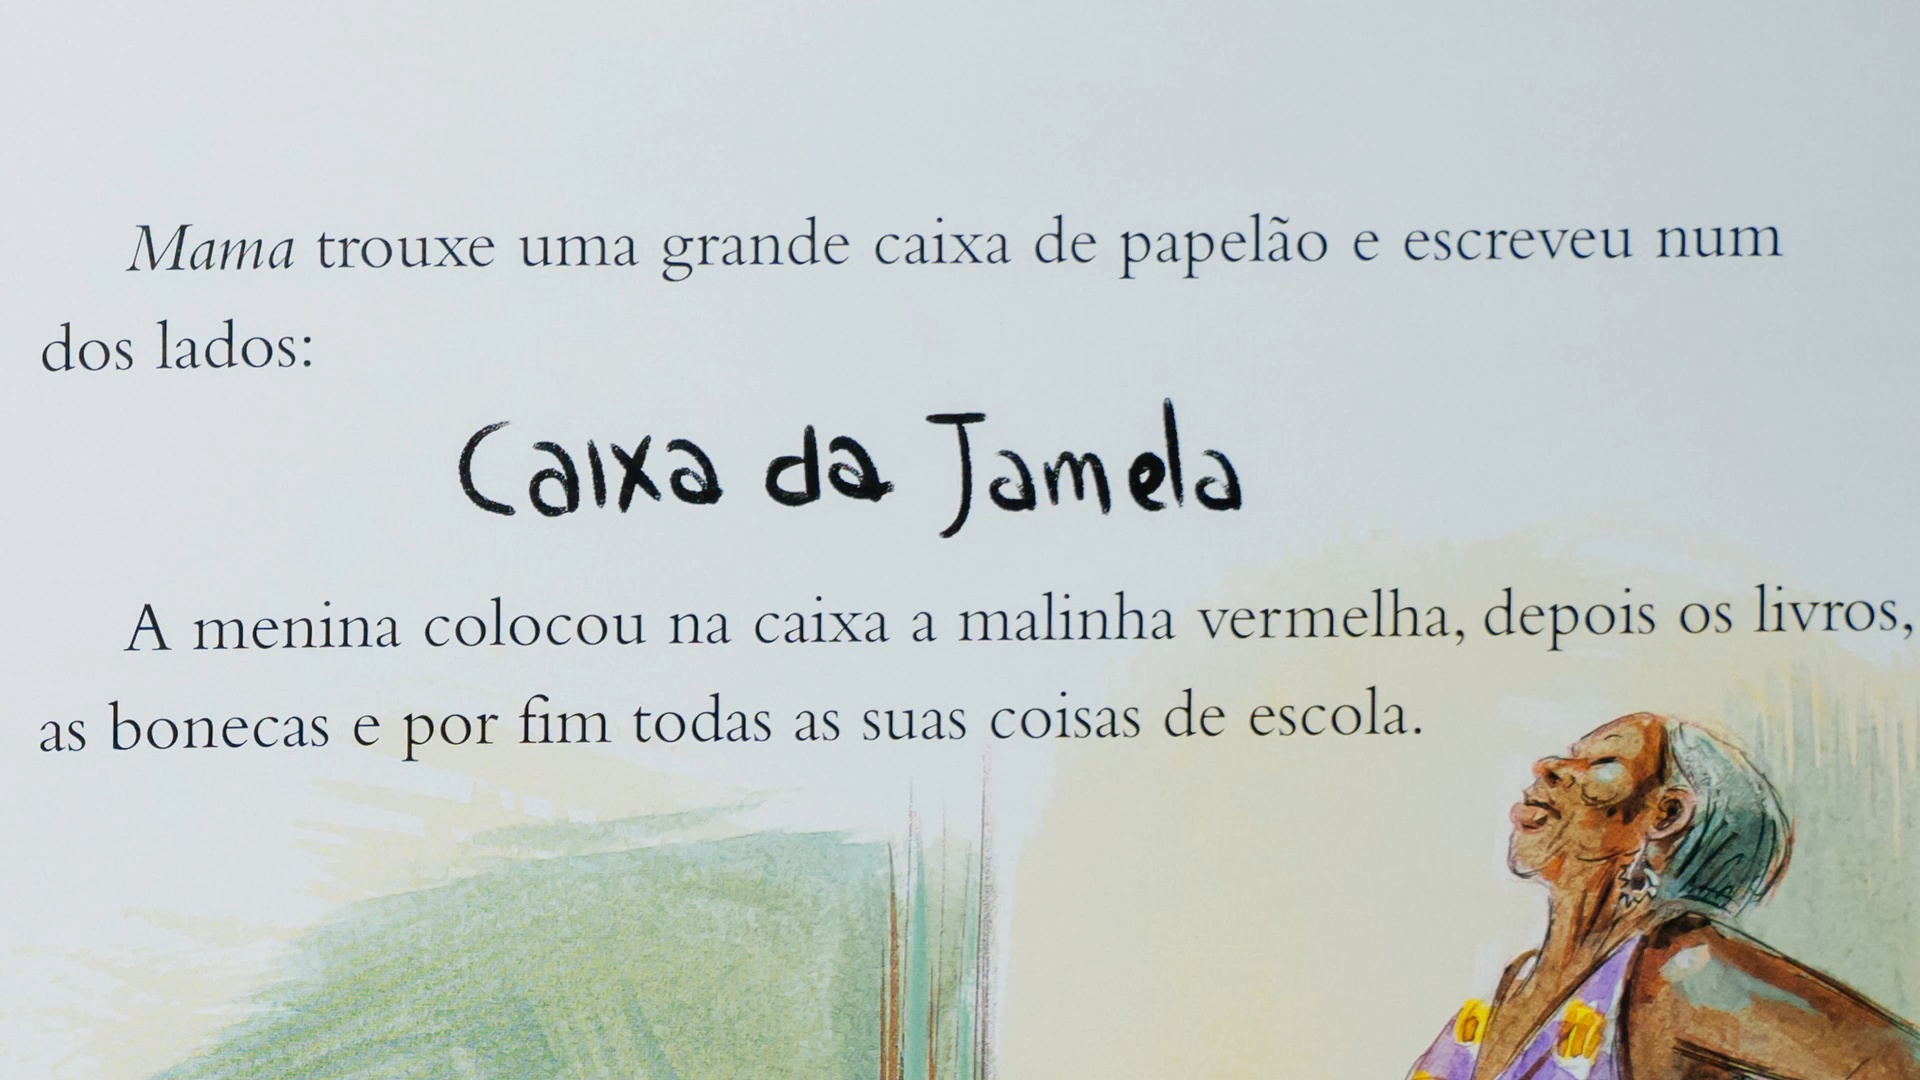 Mama trouxe uma grande caixa de papelão e escreveu num
dos lados:
Caixa da Jamela
A menina colocou na caixa a malinha vermelha, depois os livros,
as bonecas e por fim todas as suas coisas de escola.